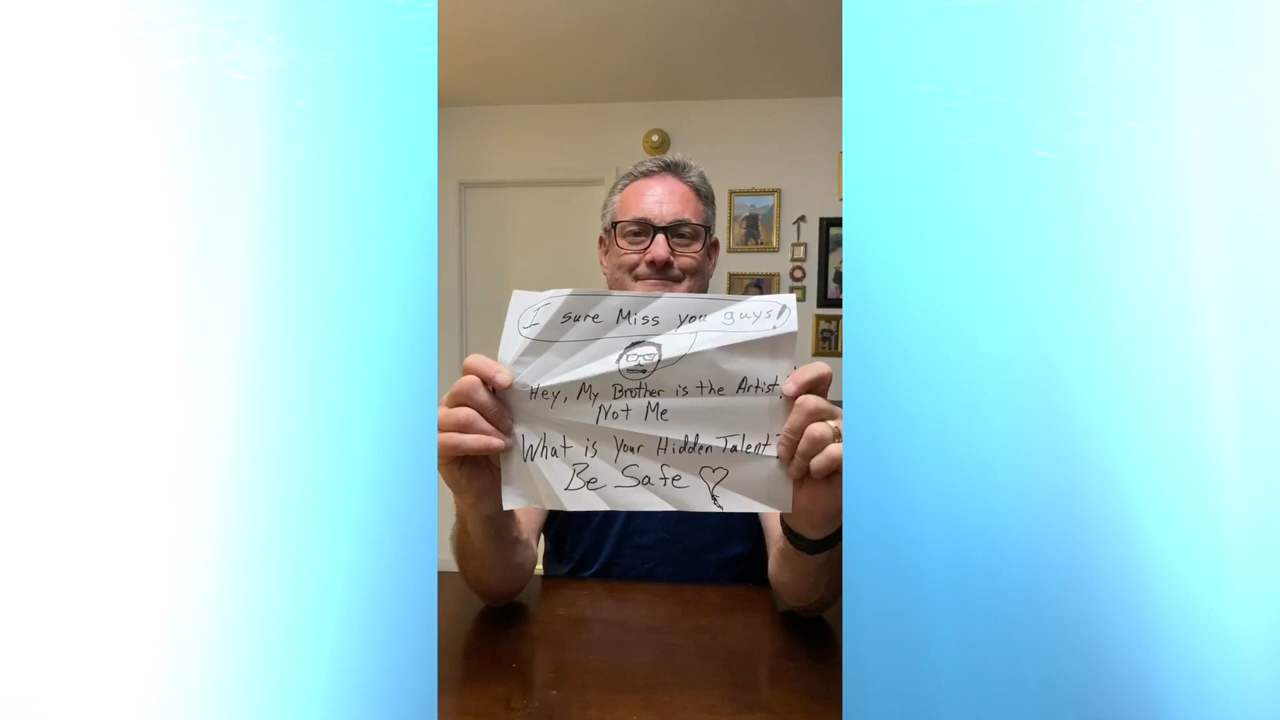 I sure Miss you guys!
Hey, My Brother is the Artist!
Not Me
What is Your Hidden Talent?
Be Safe